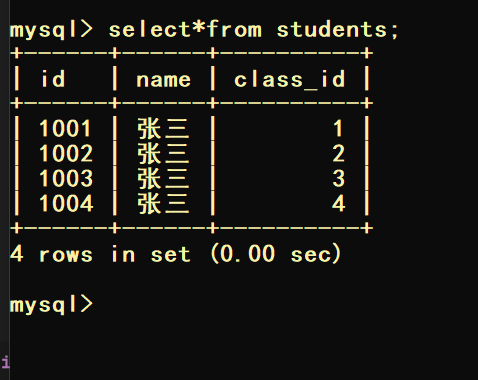 mysql> select*from students;
+------+------+----------+
| id | name | class_id |
+------+------+----------+
| 1001 | 张三 | 1 |
| 1002 | 张三 | 2 |
| 1003 | 张三 | 3 |
| 1004 | 张三 | 4 |
+------+------+----------+
4 rows in set (0.00 sec)
mysql>
i